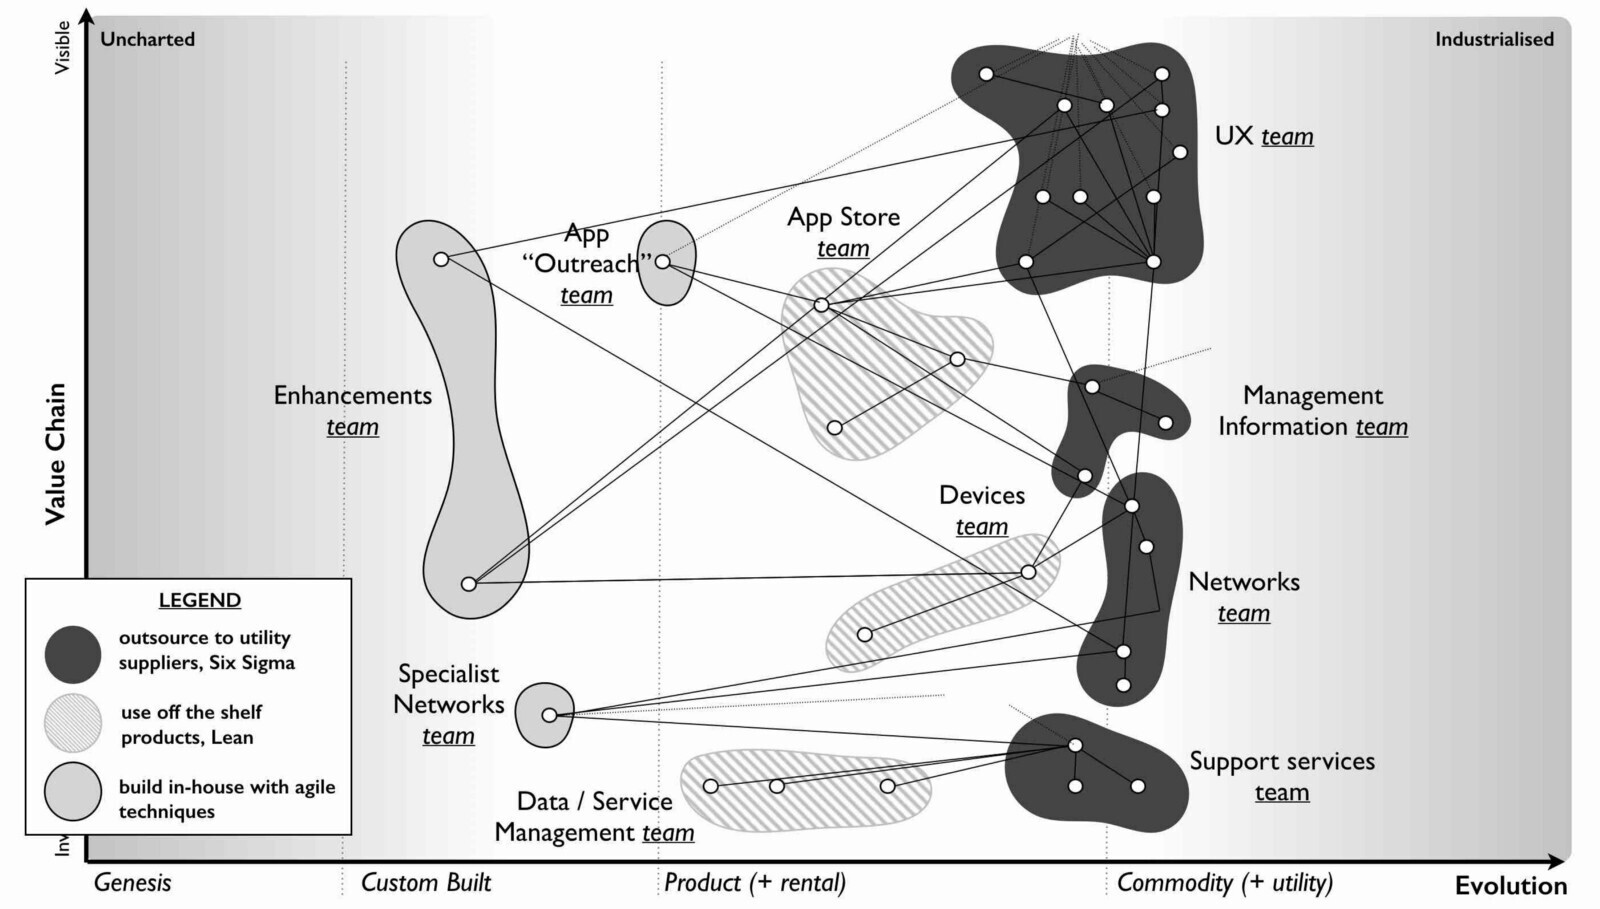 Visible
Uncharted
Industrialised
UX team
App Store
team
App
“Outreach”
team
Enhancements
team
Management
Information team
Value Chain
Devices
team
Networks
team
LEGEND
outsource to utility
suppliers, Six Sigma
use off the shelf
products, Lean
build in-house with agile
techniques
Specialist
Networks
team
Support services
team
Data / Service
Management team
Genesis
Custom Built
Product (+ rental)
Commodity (+ utility)
Evolution